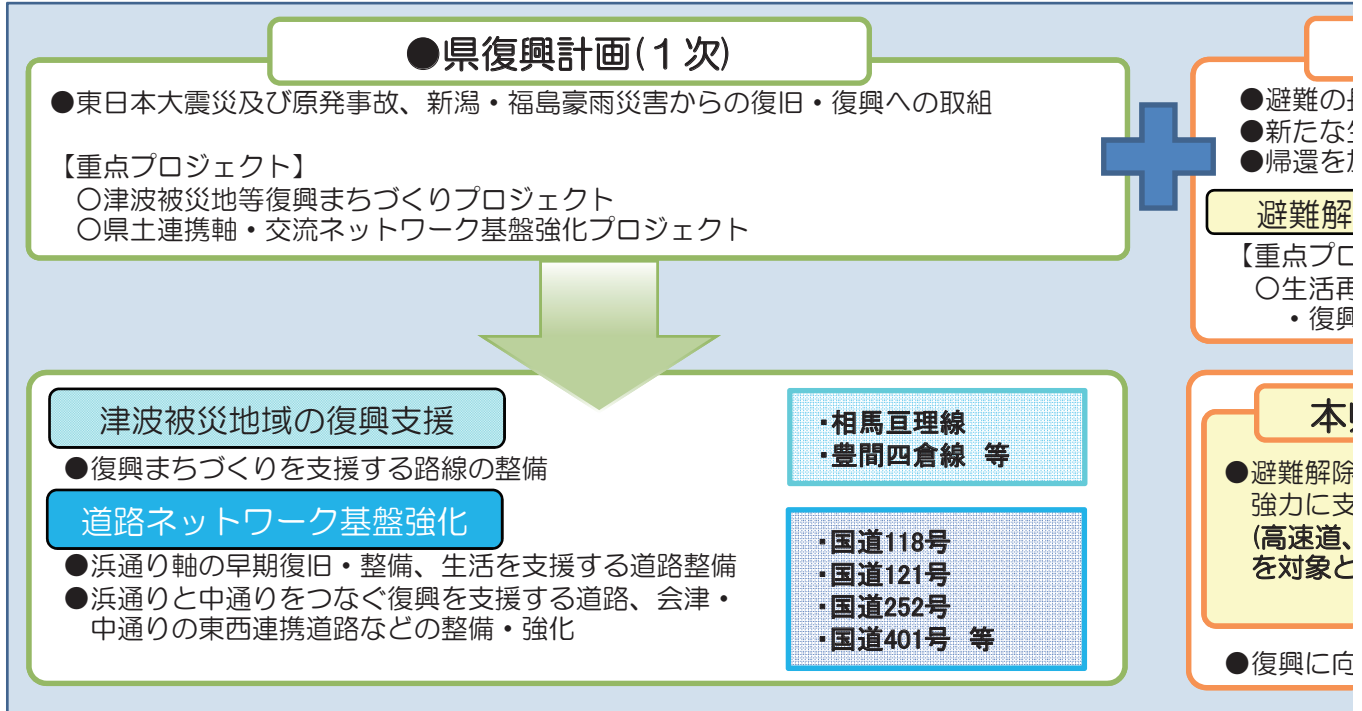 ●県復興計画(1次)
●東日本大震災及び原発事故、新潟・福島豪雨災害からの復旧・復興への取組
【重点プロジェクト】
○津波被災地等復興まちづくりプロジェクト
○県土連携軸・交流ネットワーク基盤強化プロジェクト
津波被災地域の復興支援
●復興まちづくりを支援する路線の整備
・相馬亘理線
・豊間四倉線 等
道路ネットワーク基盤強化
●浜通り軸の早期復旧・整備、生活を支援する道路整備
●浜通りと中通りをつなぐ復興を支援する道路、会津・
中通りの東西連携道路などの整備・強化
・国道118号
・国道121号
・国道252号
・国道401号 等
●避難の
●新たな
●帰還を
避難解
【重点プロ
○生活再
・復興
本
●避難解除
強力に支
(高速道、
を対象と
●復興に向